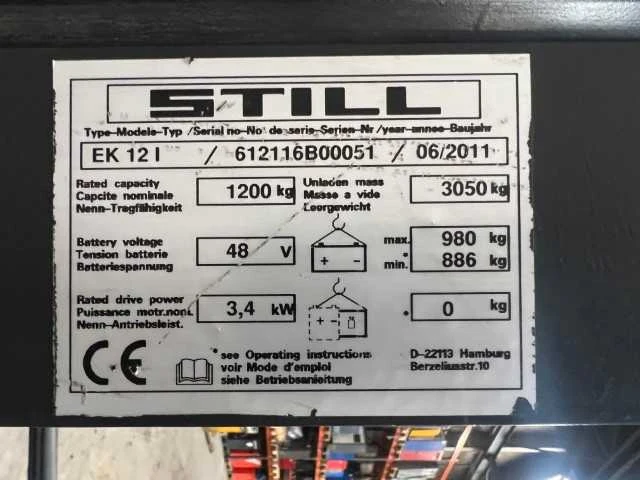 STILL
Type-Modele-Typ /Serial no-No de serie-Serien-Nr /year-annee-Baujahr
EK 12 I / 612116B00051 / 06/2011
Rated capacity
Capcite nominale
Nenn-Tragfähigkeit
1200 kg
Unladen mass
Masse a vide
Leergewicht
3050 kg
Battery voltage
Tension batterie
Batteriespannung
48 V
+ -
max. 980 kg
min. * 886 kg
Rated drive power
Puissance motr.nom.
Nenn-Antriebsleist.
3,4 kW
+ -
* 0 kg
CE
* see Operating instructions
voir Mode d'emploi
siehe Betriebsanleitung
D-22113 Hamburg
Berzeliusstr.10